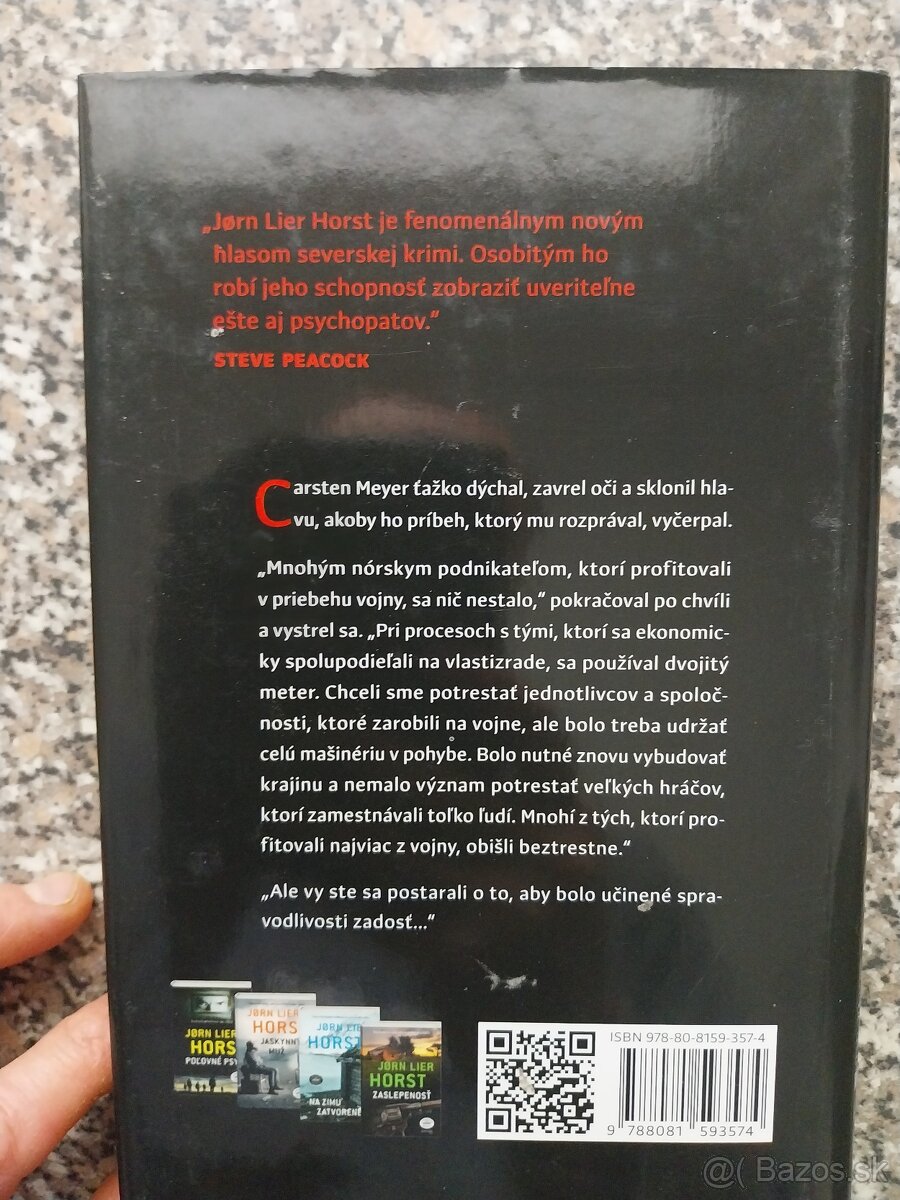 „Jørn Lier Horst je fenomenálnym novým
hlasom severskej krimi. Osobitým ho
robí jeho schopnosť zobraziť uveriteľne
ešte aj psychopatov.“
STEVE PEACOCK
Carsten Meyer ťažko dýchal, zavrel oči a sklonil hla-
vu, akoby ho príbeh, ktorý mu rozprával, vyčerpal.
„Mnohým nórskym podnikateľom, ktorí profitovali
v priebehu vojny, sa nič nestalo,“ pokračoval po chvíli
a vystrel sa. „Pri procesoch s tými, ktorí sa ekonomic-
ky spolupodieľali na vlastizrade, sa používal dvojitý
meter. Chceli sme potrestať jednotlivcov a spoloč-
nosti, ktoré zarobili na vojne, ale bolo treba udržať
celú mašinériu v pohybe. Bolo nutné znovu vybudovať
krajinu a nemalo význam potrestať veľkých hráčov,
ktorí zamestnávali toľko ľudí. Mnohí z tých, ktorí pro-
fitovali najviac z vojny, obišli beztrestne.“
„Ale vy ste sa postarali o to, aby bolo učinené spra-
vodlivosti zadosť...“
JØRN LIER
HORS
POĽOVNÉ PS
JØRN LIER
HORS
JASKYNN
MUŽ
JØRN LIE
HORST
NA ZIMU
ZATVORENÉ
JØRN LIER
HORST
ZASLEPENOSŤ
ISBN 978-80-8159-357-4
9 788081 593574
@( Bazos.sk